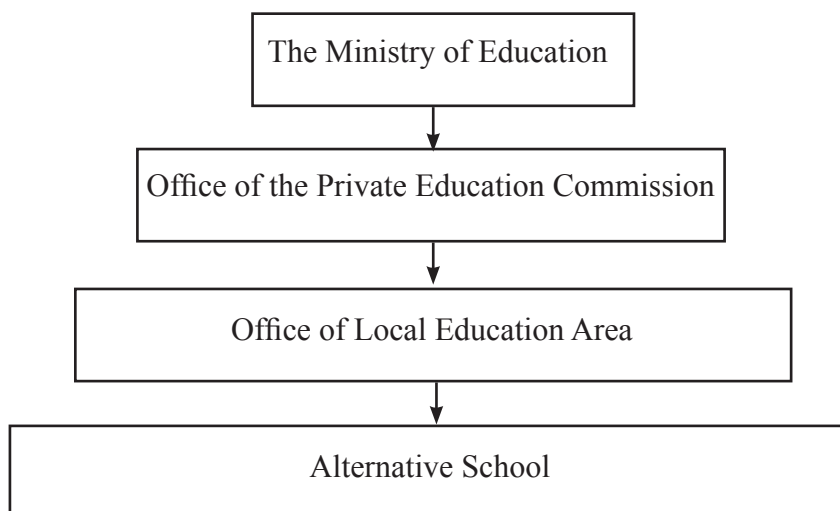 The Ministry of Education
Office of the Private Education Commission
Office of Local Education Area
Alternative School